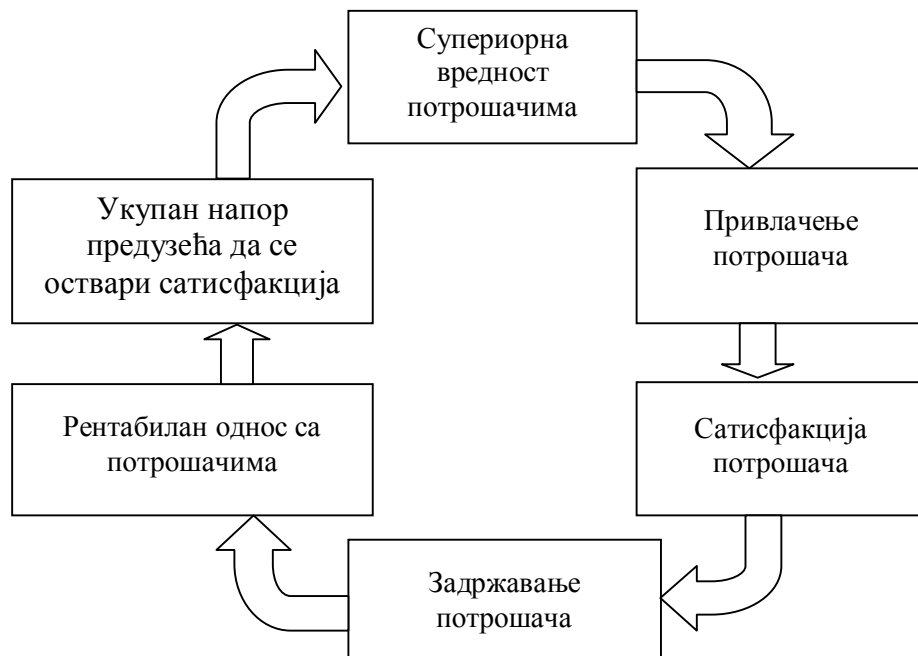 Супериорна
вредност
потрошачима
Привлачење
потрошача
Сатисфакција
потрошача
Задржавање
потрошача
Рентабилан однос са
потрошачима
Укупан напор
предузећа да се
оствари сатисфакција